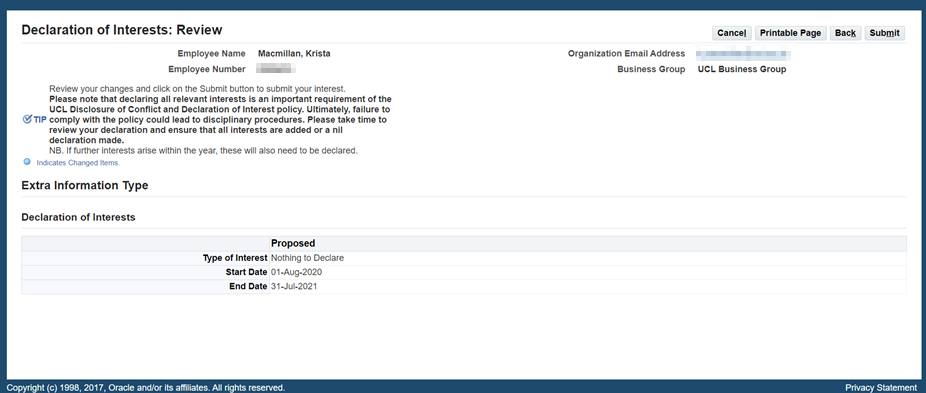 Declaration of Interests: Review
Cancel Printable Page Back Submit
Employee Name Macmillan, Krista Organization Email Address
Employee Number Business Group UCL Business Group
Review your changes and click on the Submit button to submit your interest.
Please note that declaring all relevant interests is an important requirement of the
UCL Disclosure of Conflict and Declaration of Interest policy. Ultimately, failure to
TIP comply with the policy could lead to disciplinary procedures. Please take time to
review your declaration and ensure that all interests are added or a nil
declaration made.
NB. If further interests arise within the year, these will also need to be declared.
Indicates Changed Items.
Extra Information Type
Declaration of Interests
Proposed
Type of Interest Nothing to Declare
Start Date 01-Aug-2020
End Date 31-Jul-2021
Copyright (c) 1998, 2017, Oracle and/or its affiliates. All rights reserved. Privacy Statement